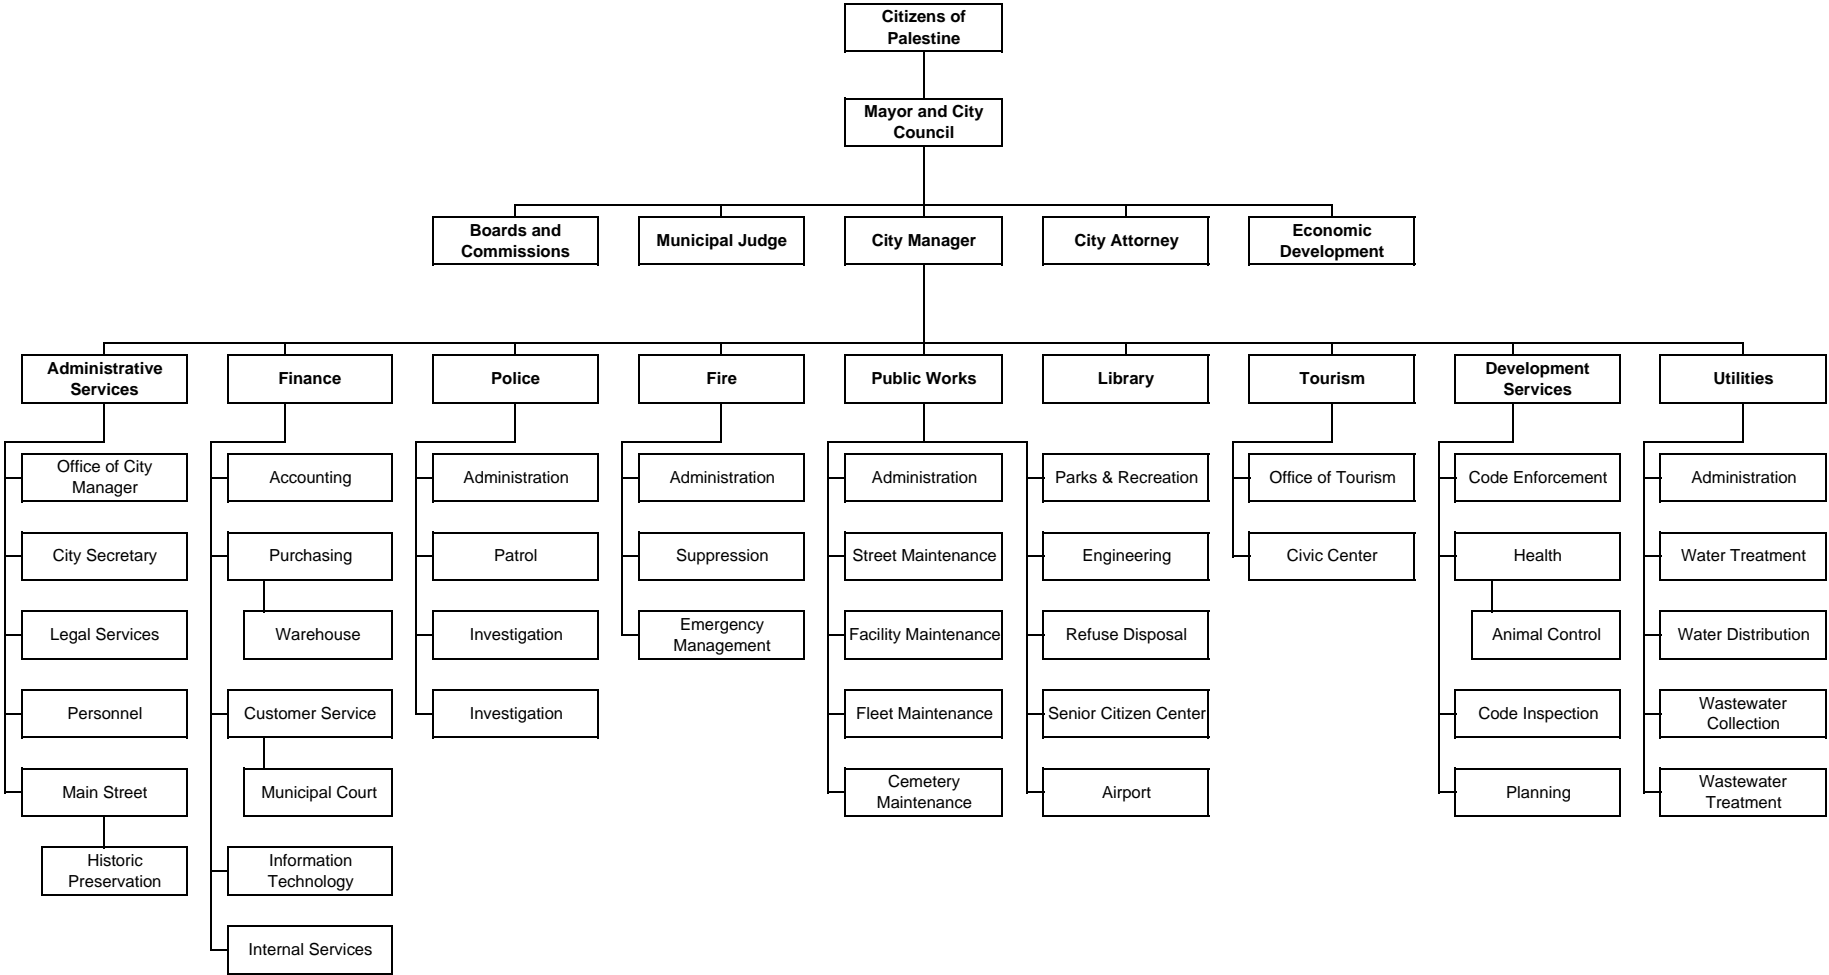 Citizens of
Palestine
Mayor and City
Council
Boards and
Commissions
Municipal Judge
City Manager
City Attorney
Economic
Development
Administrative
Services
Finance
Police
Fire
Public Works
Library
Tourism
Development
Services
Utilities
Office of City
Manager
Accounting
Administration
Administration
Administration
Parks & Recreation
Office of Tourism
Code Enforcement
Administration
City Secretary
Purchasing
Patrol
Suppression
Street Maintenance
Engineering
Civic Center
Health
Water Treatment
Legal Services
Warehouse
Investigation
Emergency
Management
Facility Maintenance
Refuse Disposal
Animal Control
Water Distribution
Personnel
Customer Service
Investigation
Fleet Maintenance
Senior Citizen Center
Code Inspection
Wastewater
Collection
Main Street
Municipal Court
Cemetery
Maintenance
Airport
Planning
Wastewater
Treatment
Historic
Preservation
Information
Technology
Internal Services